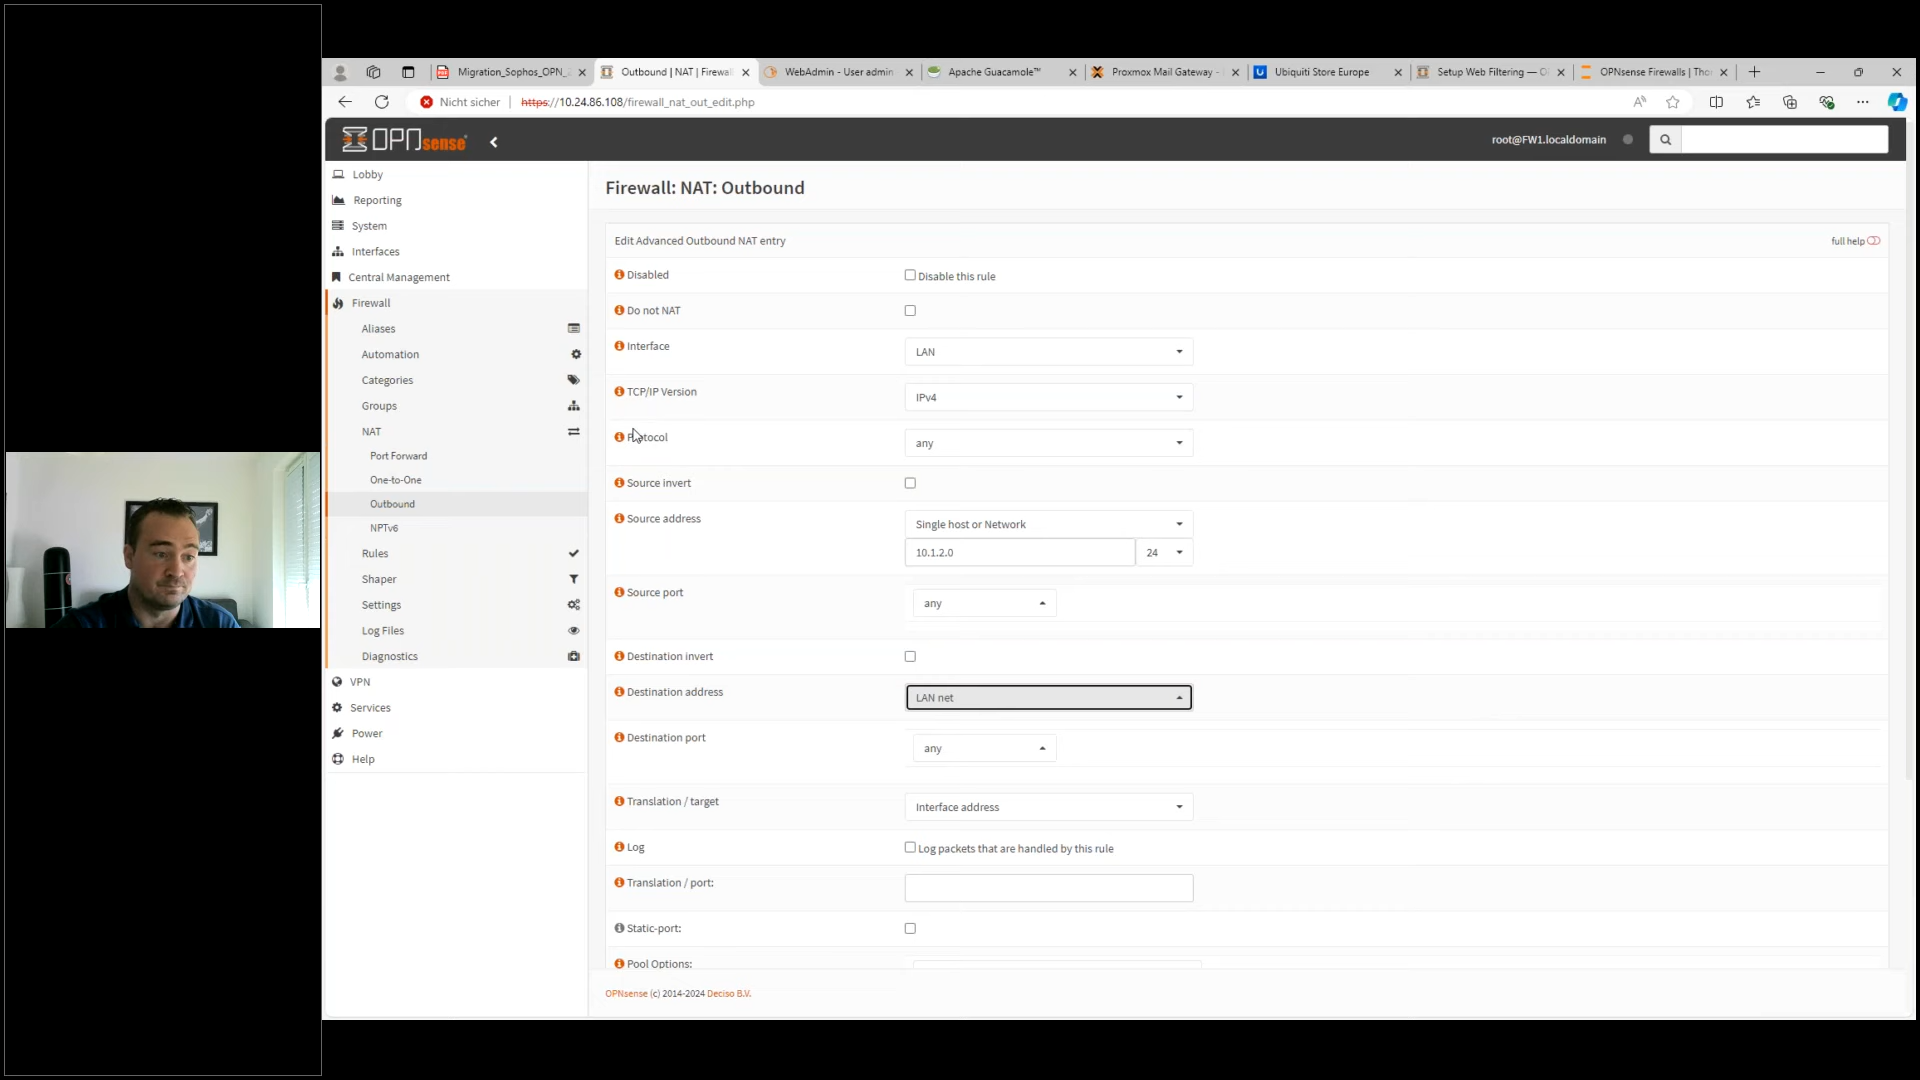 Migration_Sophos_OPN_
Outbound | NAT | Firewall
WebAdmin - User admin
Apache Guacamole™
Proxmox Mail Gateway -
Ubiquiti Store Europe
Setup Web Filtering —
OPNsense Firewalls |
Nicht sicher
https://10.24.86.108/firewall_nat_out_edit.php
OPNsense
root@FW1.localdomain
Lobby
Reporting
System
Interfaces
Central Management
Firewall
Aliases
Automation
Categories
Groups
NAT
Port Forward
One-to-One
Outbound
NPTv6
Rules
Shaper
Settings
Log Files
Diagnostics
VPN
Services
Power
Help
Firewall: NAT: Outbound
Edit Advanced Outbound NAT entry
full help
Disabled
Disable this rule
Do not NAT
Interface
LAN
TCP/IP Version
IPv4
Protocol
any
Source invert
Source address
Single host or Network
10.1.2.0
24
Source port
any
Destination invert
Destination address
LAN net
Destination port
any
Translation / target
Interface address
Log
Log packets that are handled by this rule
Translation / port:
Static-port:
Pool Options:
OPNsense (c) 2014-2024 Deciso B.V.